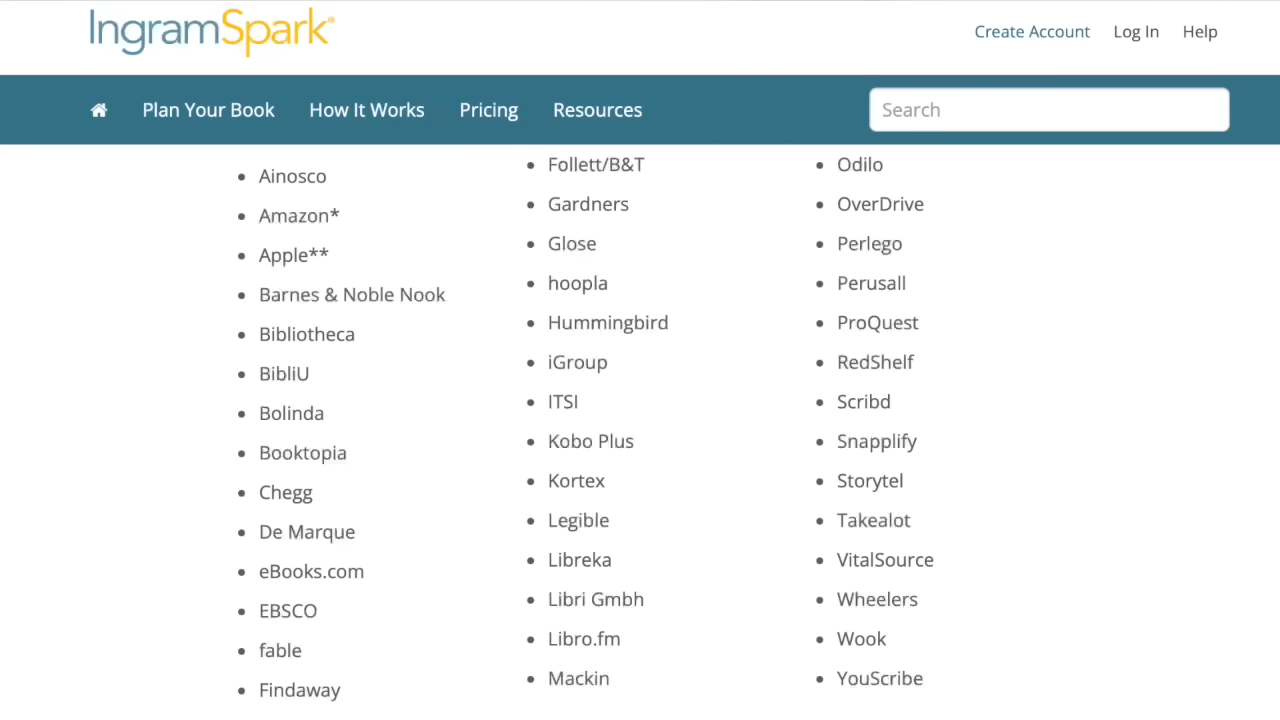 IngramSpark®
Create Account Log In Help
Plan Your Book How It Works Pricing Resources Search
Ainosco
Amazon*
Apple**
Barnes & Noble Nook
Bibliotheca
BibliU
Bolinda
Booktopia
Chegg
De Marque
eBooks.com
EBSCO
fable
Findaway
Follett/B&T
Gardners
Glose
hoopla
Hummingbird
iGroup
ITSI
Kobo Plus
Kortex
Legible
Libreka
Libri Gmbh
Libro.fm
Mackin
Odilo
OverDrive
Perlego
Perusall
ProQuest
RedShelf
Scribd
Snapplify
Storytel
Takealot
VitalSource
Wheelers
Wook
YouScribe